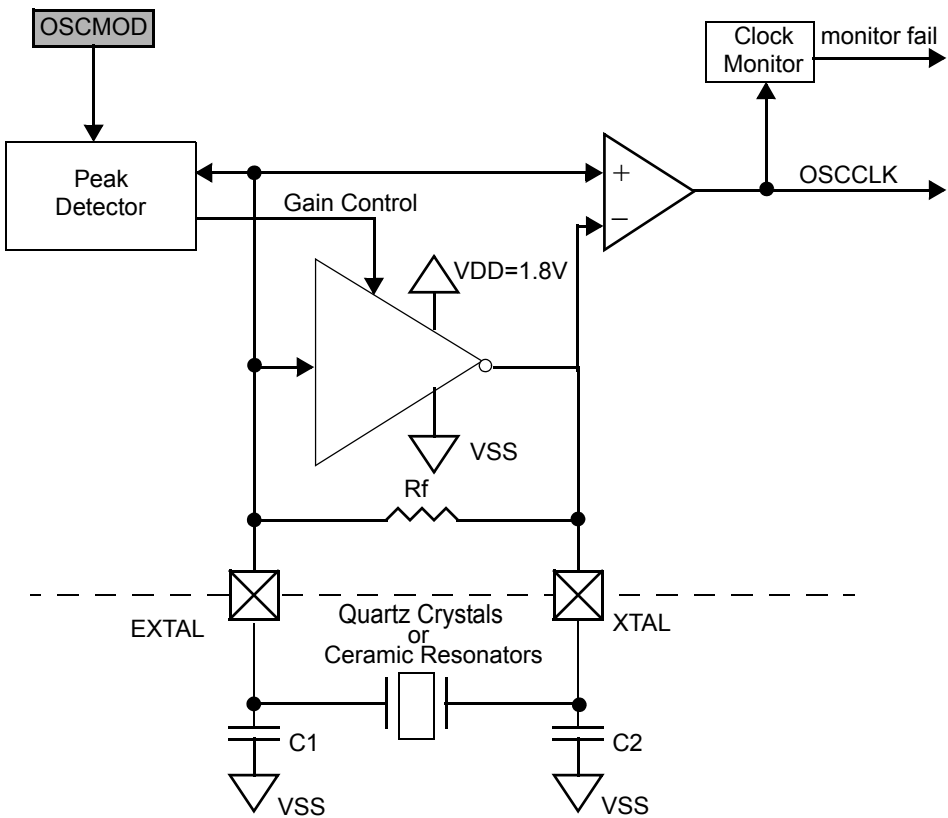 OSCMOD
Clock
Monitor
monitor fail
Peak
Detector
+
OSCCLK
Gain Control
−
VDD=1.8V
VSS
Rf
EXTAL
Quartz Crystals
or
Ceramic Resonators
XTAL
C1
C2
VSS
VSS